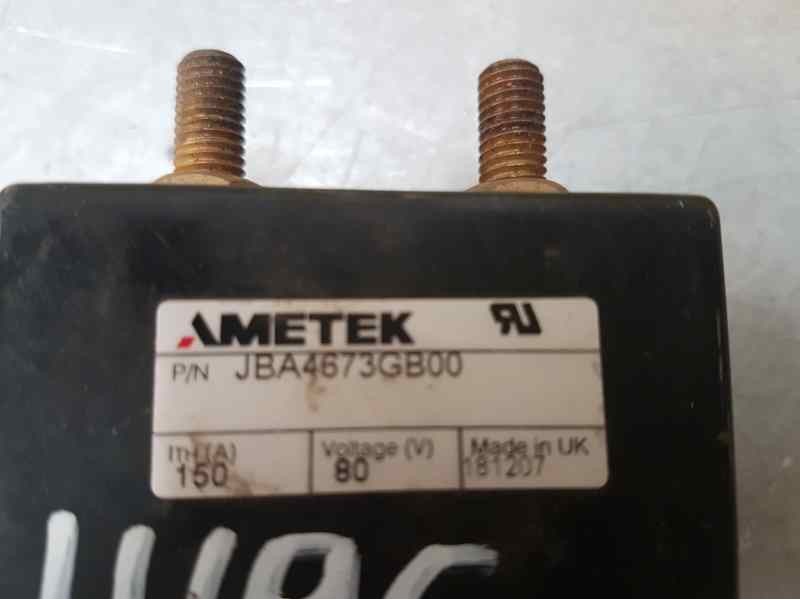 AMETEK
P/N JBA4673GB00
ITH (A) Voltage (V) Made in UK
150 80 181207